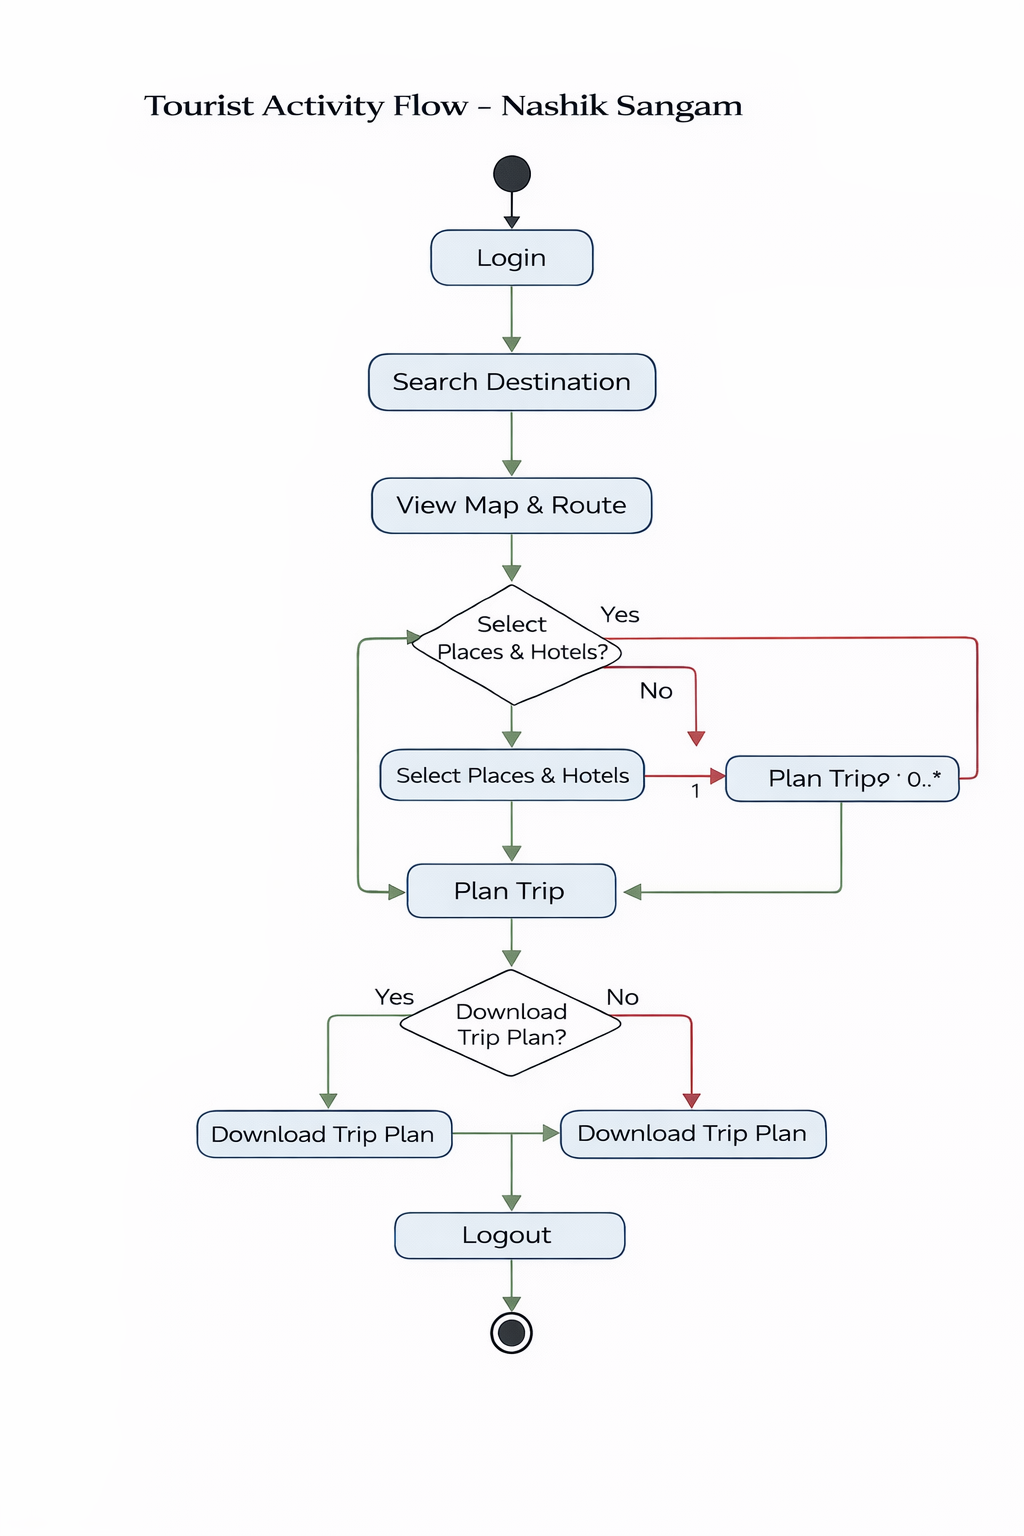 Tourist Activity Flow – Nashik Sangam
Login
Search Destination
View Map & Route
Yes
Select
Places & Hotels?
No
Select Places & Hotels
1
Plan Trip 0..*
Plan Trip
Yes
No
Download
Trip Plan?
Download Trip Plan
Download Trip Plan
Logout